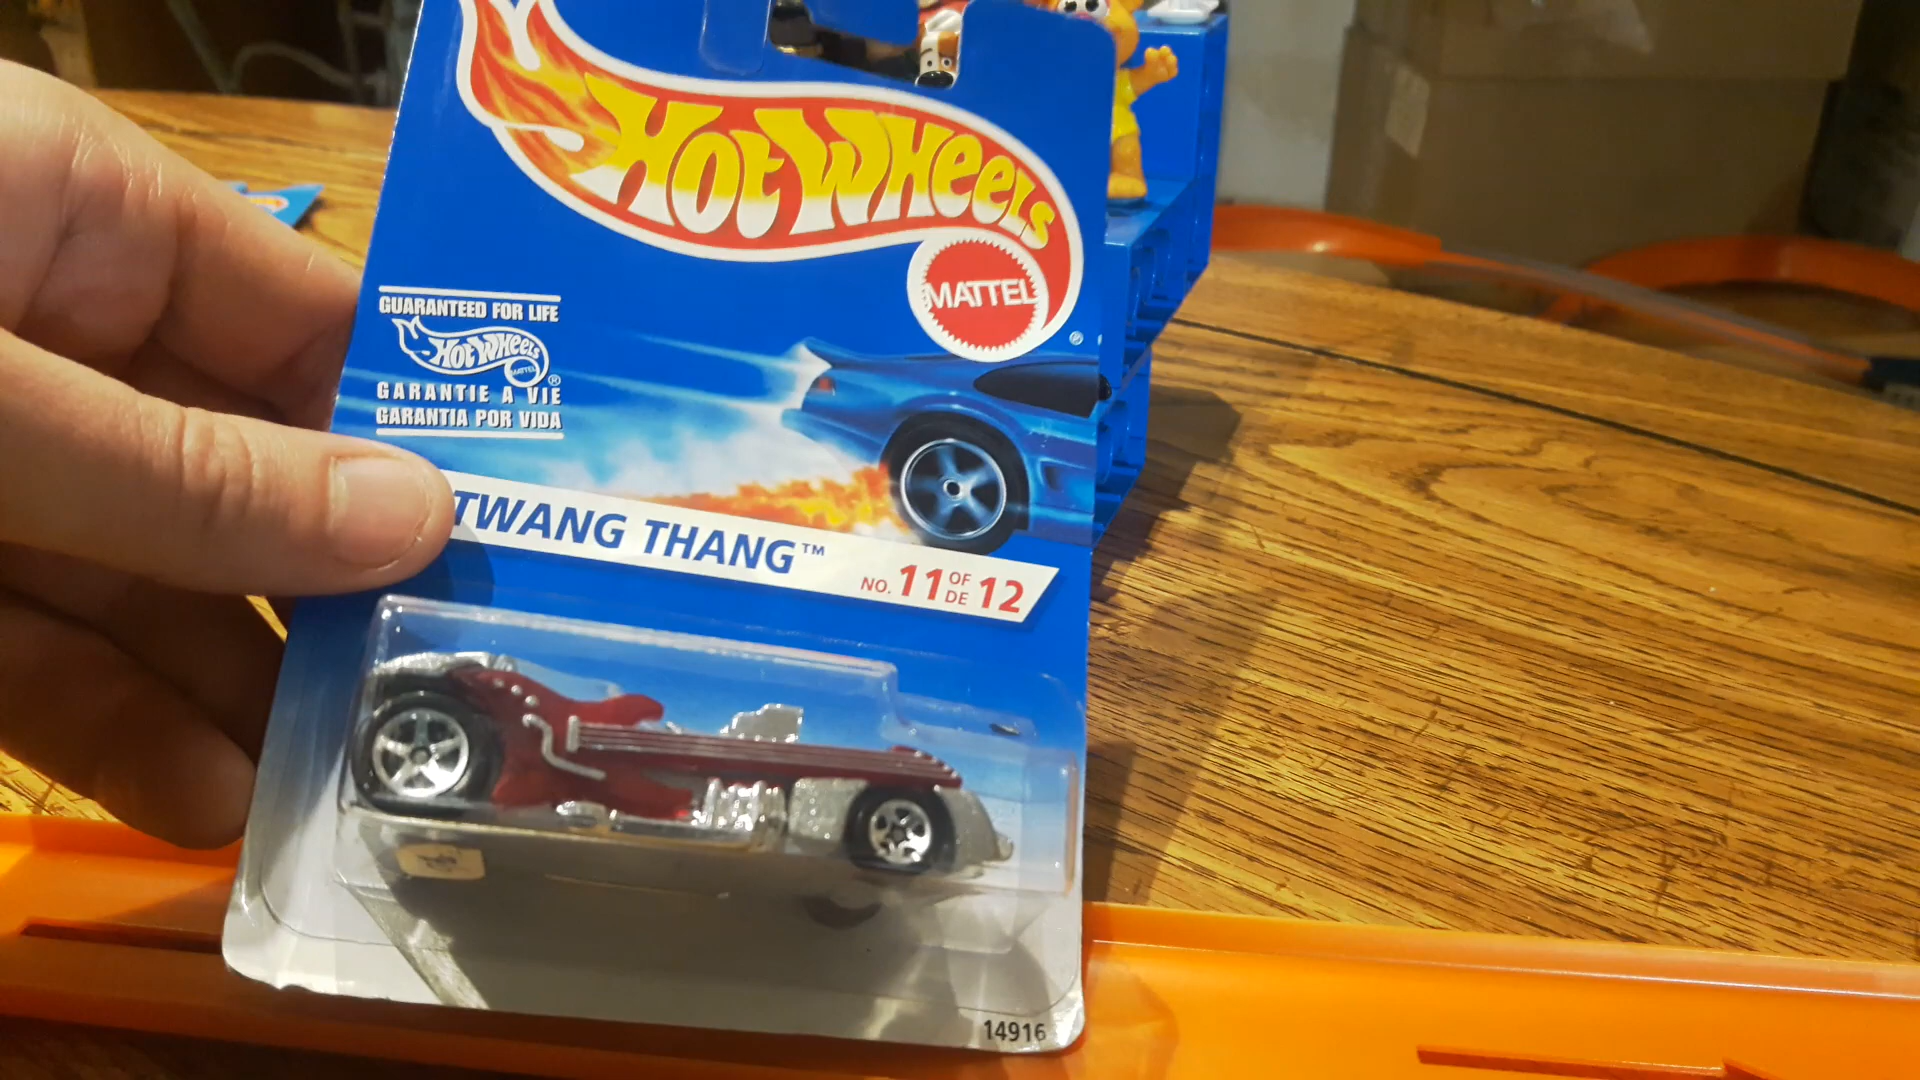 HOT WHEELS
MATTEL
®
GUARANTEED FOR LIFE
HOT WHEELS
MATTEL
®
GARANTIE A VIE
GARANTIA POR VIDA
TWANG THANG™
NO. 11 OF DE 12
14916